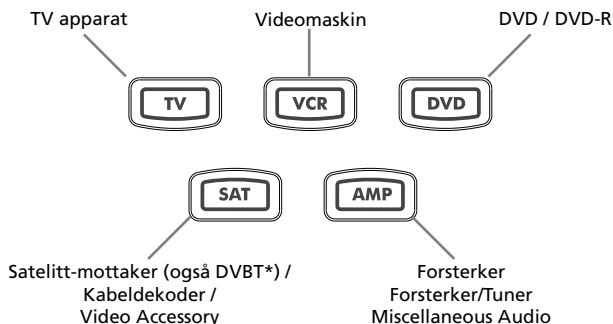 TV apparat
Videomaskin
DVD / DVD-R
TV
VCR
DVD
SAT
AMP
Satelitt-mottaker (også DVBT*) /
Kabeldekoder /
Video Accessory
Forsterker
Forsterker/Tuner
Miscellaneous Audio